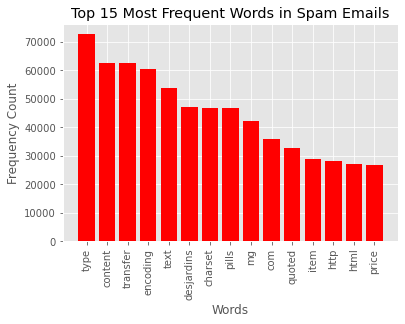 Top 15 Most Frequent Words in Spam Emails
Frequency Count
70000
60000
50000
40000
30000
20000
10000
0
type
content
transfer
encoding
text
desjardins
charset
pills
mg
com
quoted
item
http
html
price
Words